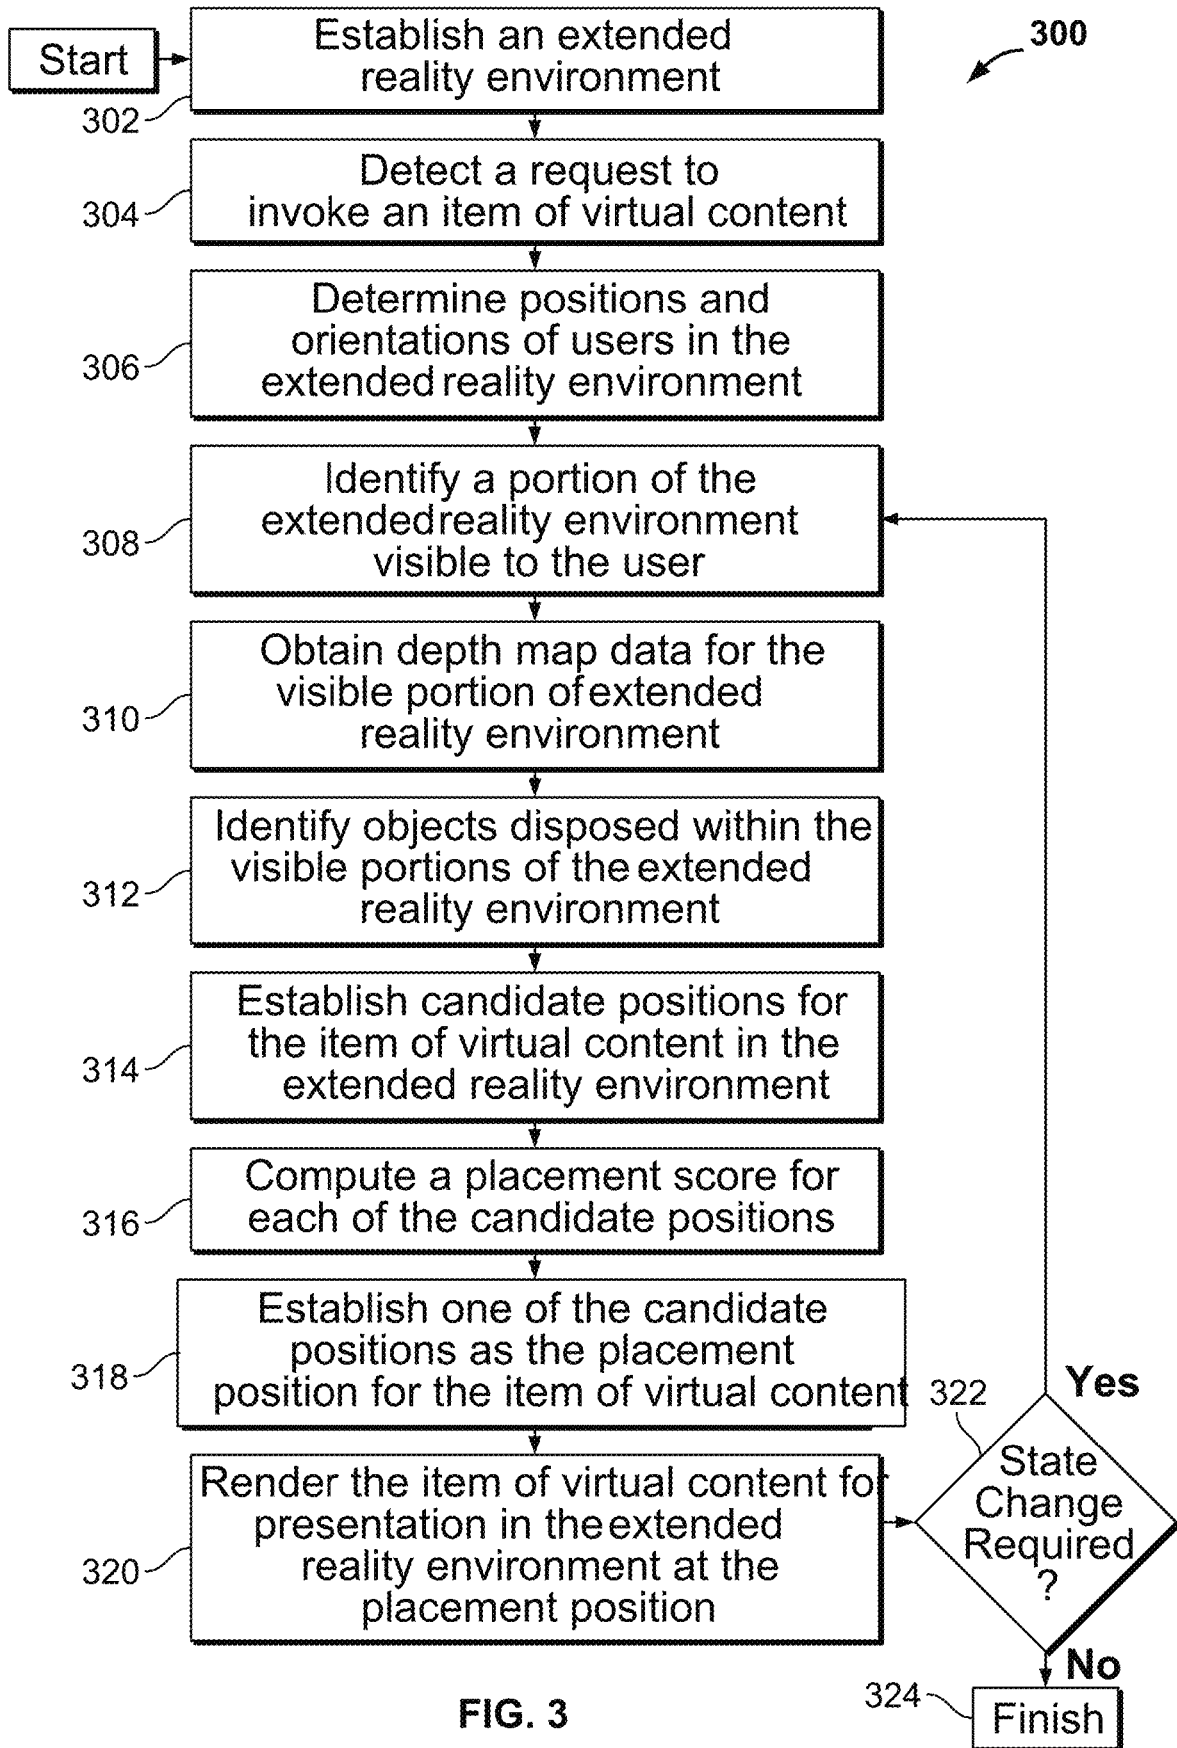 300
Start
Establish an extended
reality environment
302
Detect a request to
invoke an item of virtual content
304
Determine positions and
orientations of users in the
extended reality environment
306
Identify a portion of the
extended reality environment
visible to the user
308
Obtain depth map data for the
visible portion of extended
reality environment
310
Identify objects disposed within the
visible portions of the extended
reality environment
312
Establish candidate positions for
the item of virtual content in the
extended reality environment
314
Compute a placement score for
each of the candidate positions
316
Establish one of the candidate
positions as the placement
position for the item of virtual content
318
Render the item of virtual content for
presentation in the extended
reality environment at the
placement position
320
322
Yes
State
Change
Required
?
No
324
Finish
FIG. 3